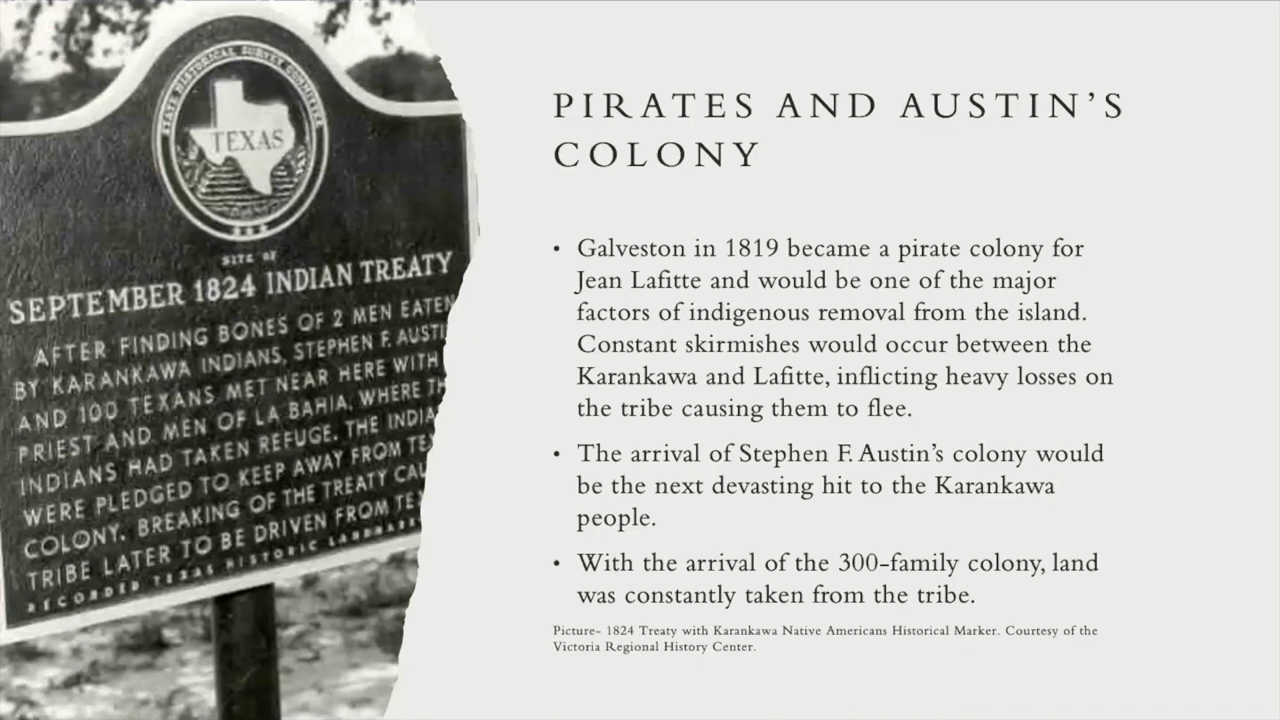 STATE HISTORICAL SURVEY COMMITTEE
TEXAS
SITE OF
SEPTEMBER 1824 INDIAN TREATY
AFTER FINDING BONES OF 2 MEN EATEN
BY KARANKAWA INDIANS, STEPHEN F. AUSTI
AND 100 TEXANS MET NEAR HERE WITH
PRIEST AND MEN OF LA BAHIA, WHERE TH
INDIANS HAD TAKEN REFUGE. THE INDIA
WERE PLEDGED TO KEEP AWAY FROM TE
COLONY. BREAKING OF THE TREATY CAU
TRIBE LATER TO BE DRIVEN FROM TE
RECORDED TEXAS HISTORIC LANDMARK
PIRATES AND AUSTIN'S
COLONY
• Galveston in 1819 became a pirate colony for
Jean Lafitte and would be one of the major
factors of indigenous removal from the island.
Constant skirmishes would occur between the
Karankawa and Lafitte, inflicting heavy losses on
the tribe causing them to flee.
• The arrival of Stephen F. Austin's colony would
be the next devasting hit to the Karankawa
people.
• With the arrival of the 300-family colony, land
was constantly taken from the tribe.
Picture- 1824 Treaty with Karankawa Native Americans Historical Marker. Courtesy of the
Victoria Regional History Center.